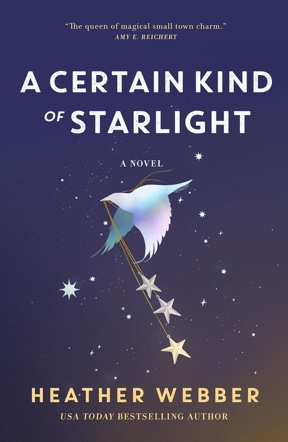 “The queen of magical small town charm.”
AMY E. REICHERT
A CERTAIN KIND
OF STARLIGHT
A NOVEL
HEATHER WEBBER
USA TODAY BESTSELLING AUTHOR